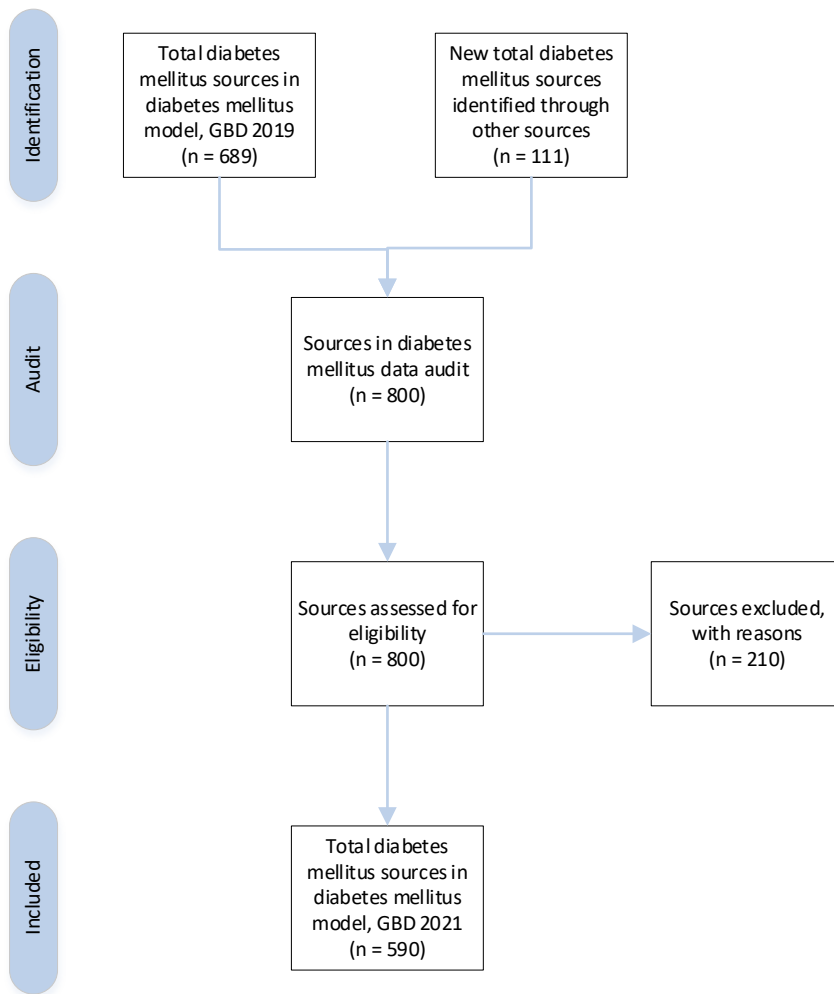 Identification
Total diabetes
mellitus sources in
diabetes mellitus
model, GBD 2019
(n = 689)
New total diabetes
mellitus sources
identified through
other sources
(n = 111)
Audit
Sources in diabetes
mellitus data audit
(n = 800)
Eligibility
Sources assessed for
eligibility
(n = 800)
Sources excluded,
with reasons
(n = 210)
Included
Total diabetes
mellitus sources in
diabetes mellitus
model, GBD 2021
(n = 590)